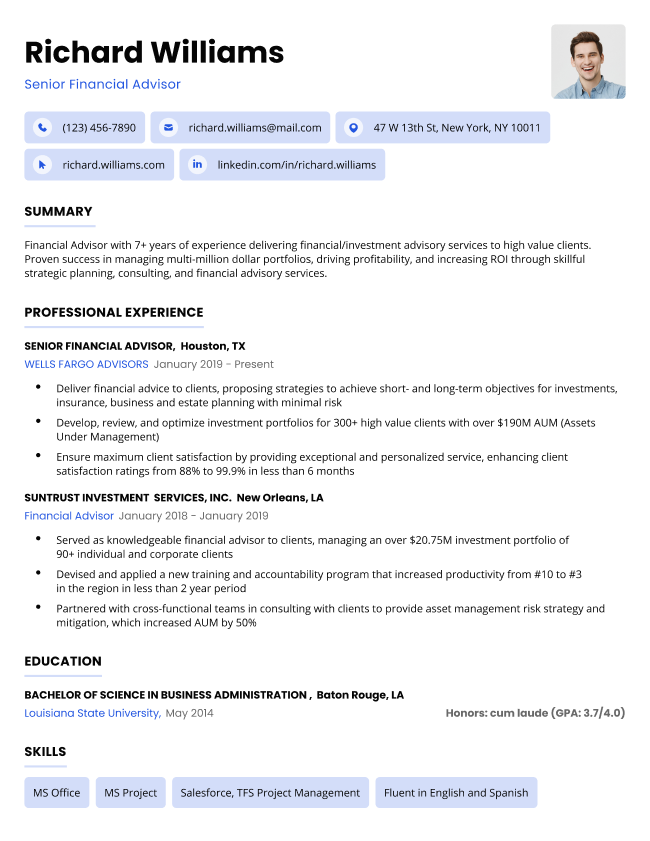 Richard Williams
Senior Financial Advisor
(123) 456-7890
richard.williams@mail.com
47 W 13th St, New York, NY 10011
richard.williams.com
in
linkedin.com/in/richard.williams
SUMMARY
Financial Advisor with 7+ years of experience delivering financial/investment advisory services to high value clients.
Proven success in managing multi-million dollar portfolios, driving profitability, and increasing ROI through skillful
strategic planning, consulting, and financial advisory services.
PROFESSIONAL EXPERIENCE
SENIOR FINANCIAL ADVISOR, Houston, TX
WELLS FARGO ADVISORS January 2019 - Present
• Deliver financial advice to clients, proposing strategies to achieve short- and long-term objectives for investments,
insurance, business and estate planning with minimal risk
• Develop, review, and optimize investment portfolios for 300+ high value clients with over $190M AUM (Assets
Under Management)
• Ensure maximum client satisfaction by providing exceptional and personalized service, enhancing client
satisfaction ratings from 88% to 99.9% in less than 6 months
SUNTRUST INVESTMENT SERVICES, INC. New Orleans, LA
Financial Advisor January 2018 - January 2019
• Served as knowledgeable financial advisor to clients, managing an over $20.75M investment portfolio of
90+ individual and corporate clients
• Devised and applied a new training and accountability program that increased productivity from #10 to #3
in the region in less than 2 year period
• Partnered with cross-functional teams in consulting with clients to provide asset management risk strategy and
mitigation, which increased AUM by 50%
EDUCATION
BACHELOR OF SCIENCE IN BUSINESS ADMINISTRATION , Baton Rouge, LA
Louisiana State University, May 2014 Honors: cum laude (GPA: 3.7/4.0)
SKILLS
MS Office
MS Project
Salesforce, TFS Project Management
Fluent in English and Spanish